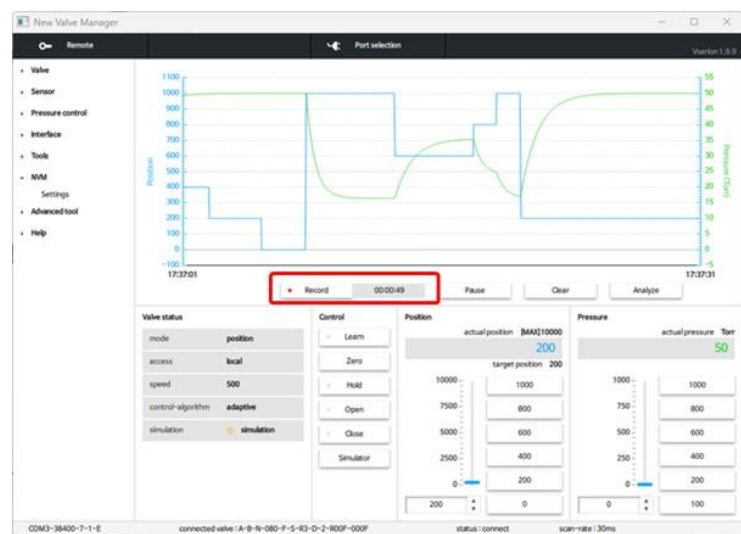 New Valve Manager
Remote
Port selection
Vserion 1.9.9
Valve
Sensor
Pressure control
Interface
Tools
NVM
Settings
Advanced tool
Help
Position
1100
1000
900
800
700
600
500
400
300
200
100
0
-100
55
50
45
40
35
30
25
20
15
10
5
0
-5
Pressure (Torr)
17:37:01
17:37:31
Record 00:00:49 Pause Clear Analyze
Valve status
mode position
access local
speed 500
control-algorithm adaptive
simulation simulation
Control
Learn
Zero
Hold
Open
Close
Simulator
Position
actual position [MAX]10000
200
target position 200
10000
7500
5000
2500
0
1000
800
600
400
200
0
200
Pressure
actual pressure Torr
50
1000
750
500
250
0
1000
800
600
400
200
100
0
COM3-38400-7-1-E connected valve : A-B-N-080-F-S-R3-D-2-R00F-000F status : connect scan-rate : 30ms